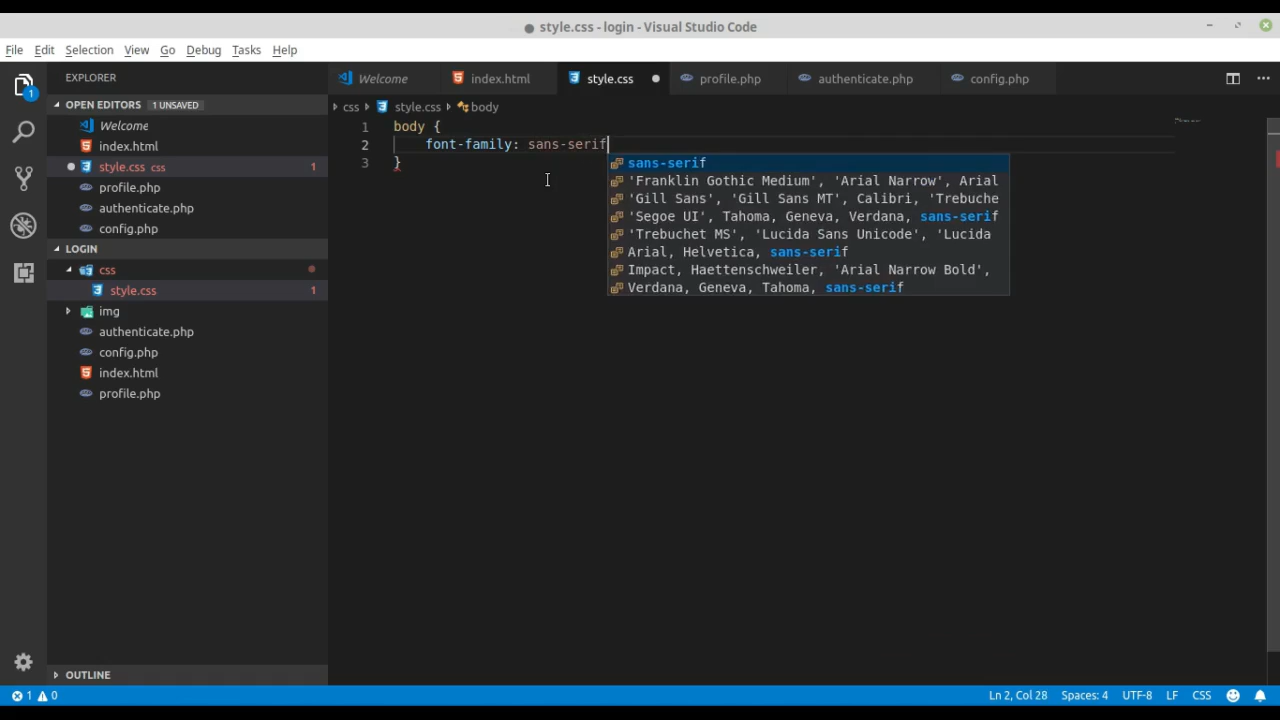 style.css - login - Visual Studio Code
File Edit Selection View Go Debug Tasks Help
EXPLORER
Welcome index.html style.css profile.php authenticate.php config.php
OPEN EDITORS 1 UNSAVED
Welcome
index.html
style.css css 1
profile.php
authenticate.php
config.php
LOGIN
css
style.css 1
img
authenticate.php
config.php
index.html
profile.php
OUTLINE
css style.css body
1 body {
2 font-family: sans-serif
3 }
sans-serif
'Franklin Gothic Medium', 'Arial Narrow', Arial
'Gill Sans', 'Gill Sans MT', Calibri, 'Trebuche
'Segoe UI', Tahoma, Geneva, Verdana, sans-serif
'Trebuchet MS', 'Lucida Sans Unicode', 'Lucida
Arial, Helvetica, sans-serif
Impact, Haettenschweiler, 'Arial Narrow Bold',
Verdana, Geneva, Tahoma, sans-serif
1 0 Ln 2, Col 28 Spaces: 4 UTF-8 LF CSS